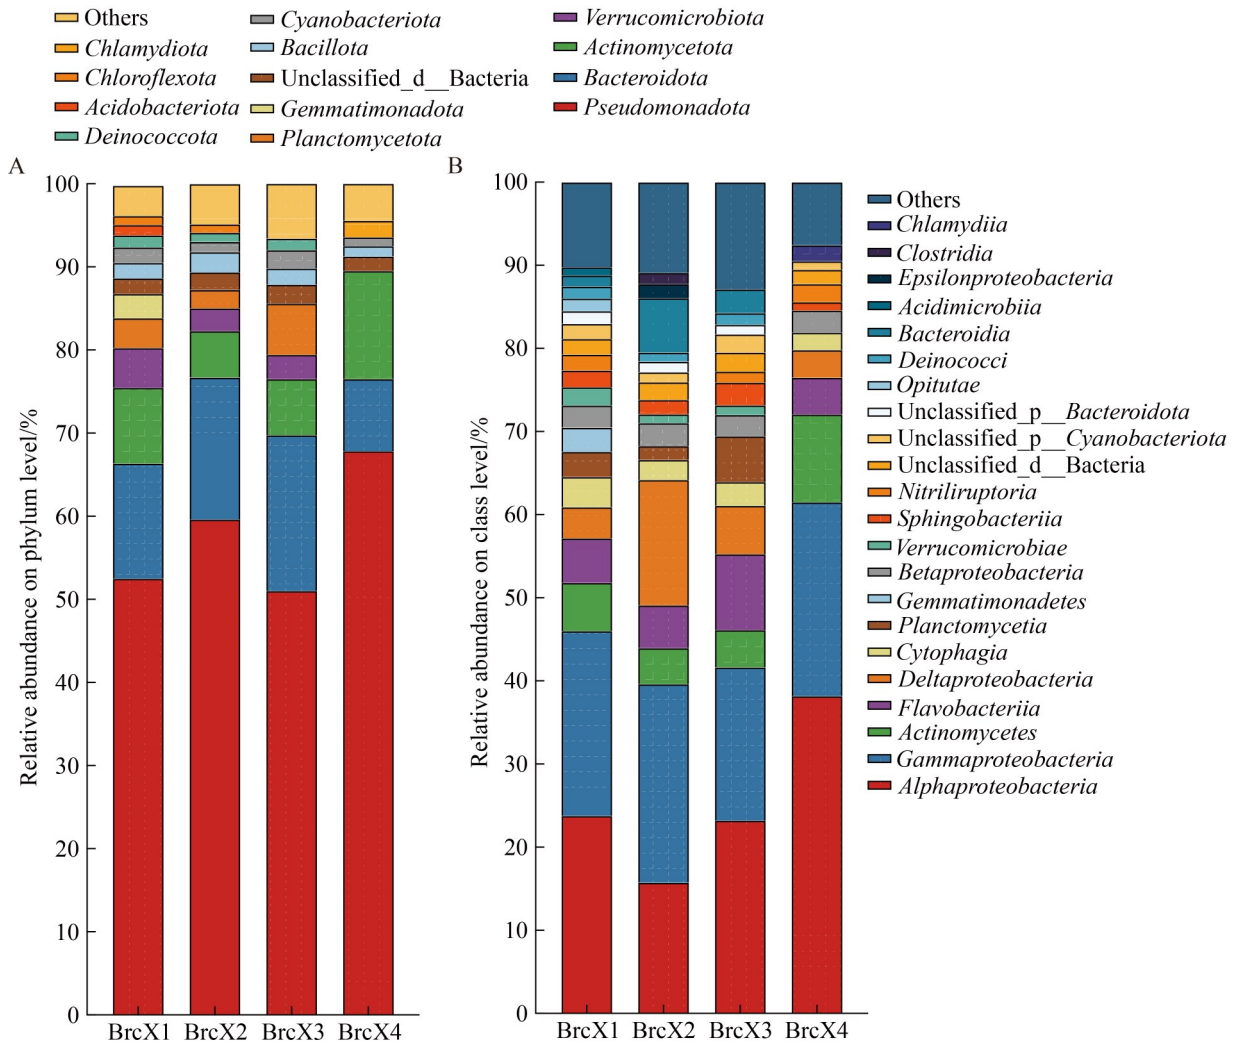 Others
Chlamydiota
Chloroflexota
Acidobacteriota
Deinococcota
Cyanobacteriota
Bacillota
Unclassified_d__Bacteria
Gemmatimonadota
Planctomycetota
Verrucomicrobiota
Actinomycetota
Bacteroidota
Pseudomonadota
A
Relative abundance on phylum level/%
100
90
80
70
60
50
40
30
20
10
0
BrcX1 BrcX2 BrcX3 BrcX4
B
Relative abundance on class level/%
100
90
80
70
60
50
40
30
20
10
0
BrcX1 BrcX2 BrcX3 BrcX4
Others
Chlamydiia
Clostridia
Epsilonproteobacteria
Acidimicrobiia
Bacteroidia
Deinococci
Opitutae
Unclassified_p__Bacteroidota
Unclassified_p__Cyanobacteriota
Unclassified_d__Bacteria
Nitriliruptoria
Sphingobacteriia
Verrucomicrobiae
Betaproteobacteria
Gemmatimonadetes
Planctomycetia
Cytophagia
Deltaproteobacteria
Flavobacteriia
Actinomycetes
Gammaproteobacteria
Alphaproteobacteria